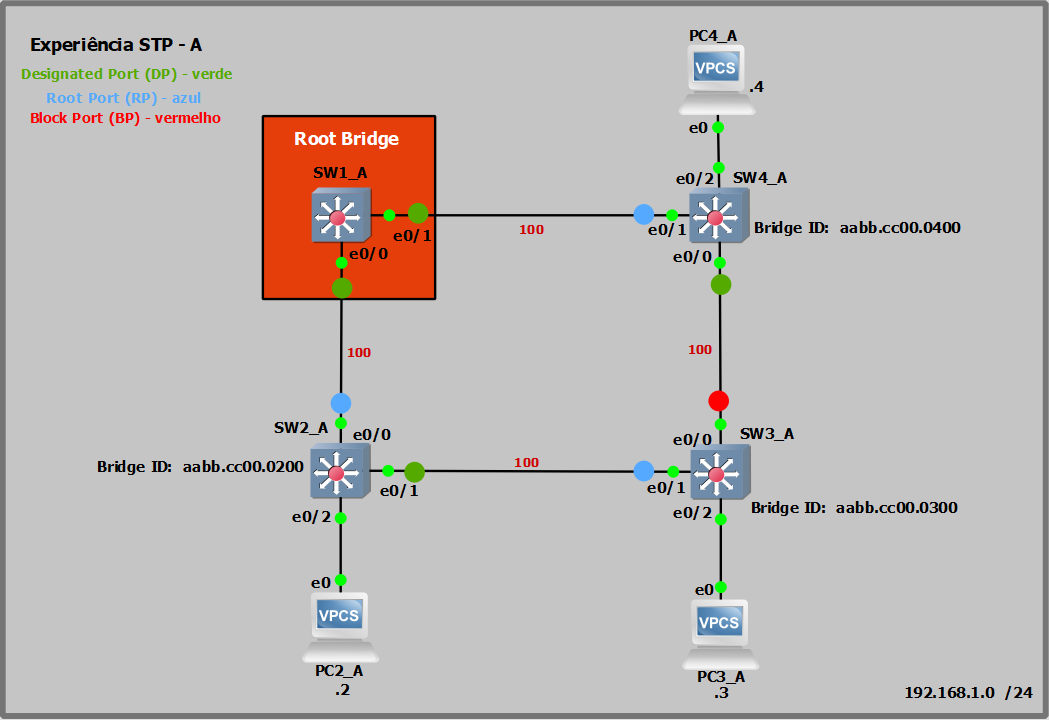 Experiência STP - A
Designated Port (DP) - verde
Root Port (RP) - azul
Block Port (BP) - vermelho
PC4_A
VPCS
.4
e0
Root Bridge
SW1_A
e0/1
e0/0
100
e0/2
SW4_A
e0/1
Bridge ID: aabb.cc00.0400
e0/0
100
100
SW2_A
e0/0
Bridge ID: aabb.cc00.0200
e0/1
e0/2
100
SW3_A
e0/0
e0/1
e0/2
Bridge ID: aabb.cc00.0300
e0
VPCS
PC2_A
.2
e0
VPCS
PC3_A
.3
192.168.1.0 /24